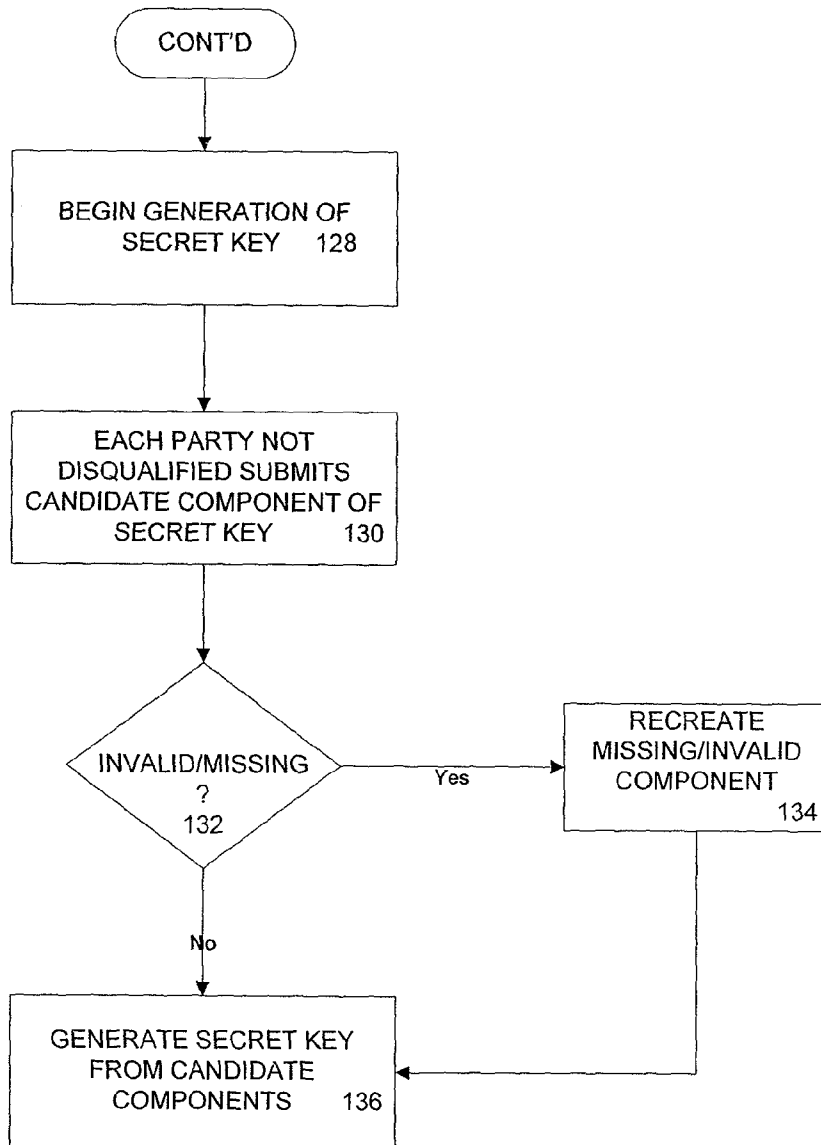 CONT'D
BEGIN GENERATION OF
SECRET KEY 128
EACH PARTY NOT
DISQUALIFIED SUBMITS
CANDIDATE COMPONENT OF
SECRET KEY 130
INVALID/MISSING
?
132
Yes
RECREATE
MISSING/INVALID
COMPONENT
134
No
GENERATE SECRET KEY
FROM CANDIDATE
COMPONENTS 136